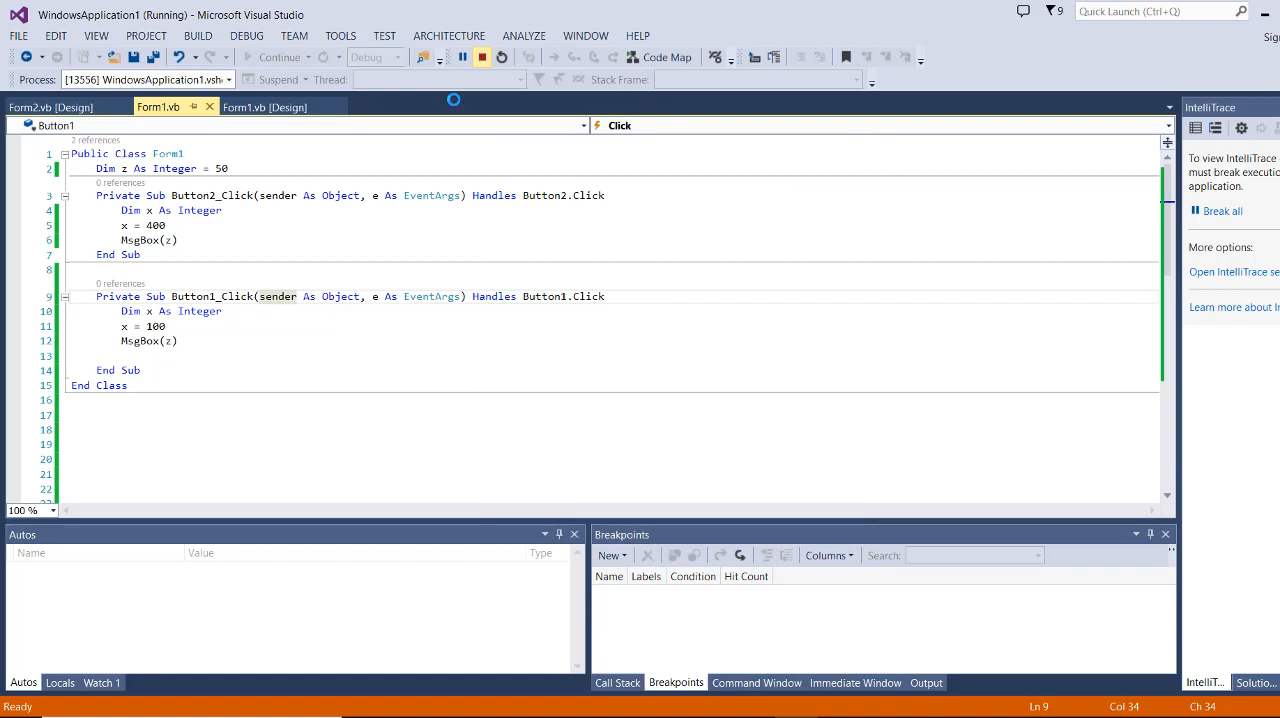 WindowsApplication1 (Running) - Microsoft Visual Studio
9
Quick Launch (Ctrl+Q)
FILE EDIT VIEW PROJECT BUILD DEBUG TEAM TOOLS TEST ARCHITECTURE ANALYZE WINDOW HELP
Continue Debug Code Map
Process: [13556] WindowsApplication1.vsh Suspend Thread: Stack Frame:
Form2.vb [Design] Form1.vb Form1.vb [Design]
Button1 Click
2 references
1 Public Class Form1
2 Dim z As Integer = 50
0 references
3 Private Sub Button2_Click(sender As Object, e As EventArgs) Handles Button2.Click
4 Dim x As Integer
5 x = 400
6 MsgBox(z)
7 End Sub
8
0 references
9 Private Sub Button1_Click(sender As Object, e As EventArgs) Handles Button1.Click
10 Dim x As Integer
11 x = 100
12 MsgBox(z)
13
14 End Sub
15 End Class
16
17
18
19
20
21
22
100 %
IntelliTrace
To view IntelliTrace
must break executio
application.
Break all
More options:
Open IntelliTrace se
Learn more about In
Autos
Name Value Type
Autos Locals Watch 1
Breakpoints
New Columns Search:
Name Labels Condition Hit Count
Call Stack Breakpoints Command Window Immediate Window Output
IntelliT... Solutio...
Ready Ln 9 Col 34 Ch 34